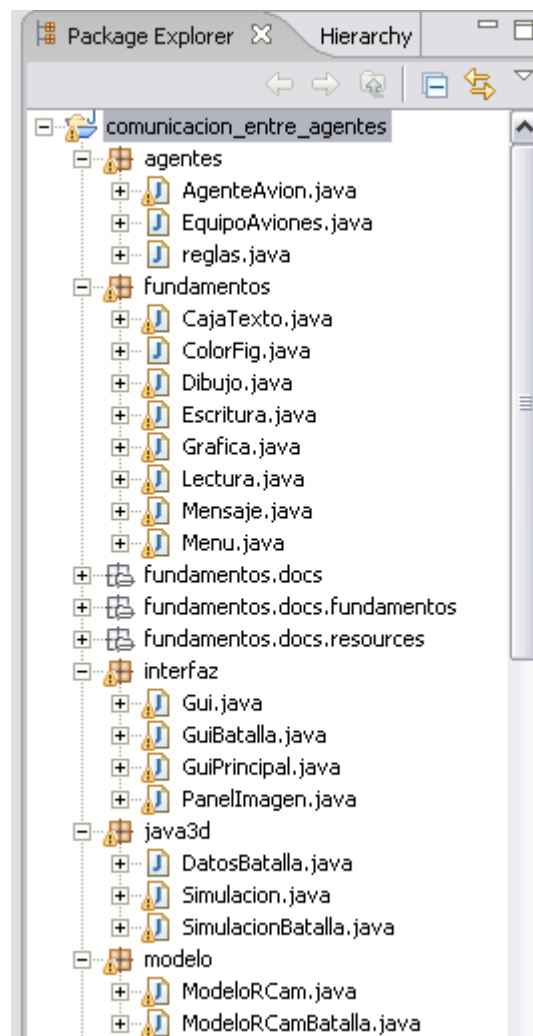 Package Explorer Hierarchy
comunicacion_entre_agentes
agentes
AgenteAvion.java
EquipoAviones.java
reglas.java
fundamentos
CajaTexto.java
ColorFig.java
Dibujo.java
Escritura.java
Grafica.java
Lectura.java
Mensaje.java
Menu.java
fundamentos.docs
fundamentos.docs.fundamentos
fundamentos.docs.resources
interfaz
Gui.java
GuiBatalla.java
GuiPrincipal.java
PanelImagen.java
java3d
DatosBatalla.java
Simulacion.java
SimulacionBatalla.java
modelo
ModeloRCam.java
ModeloRCamBatalla.java